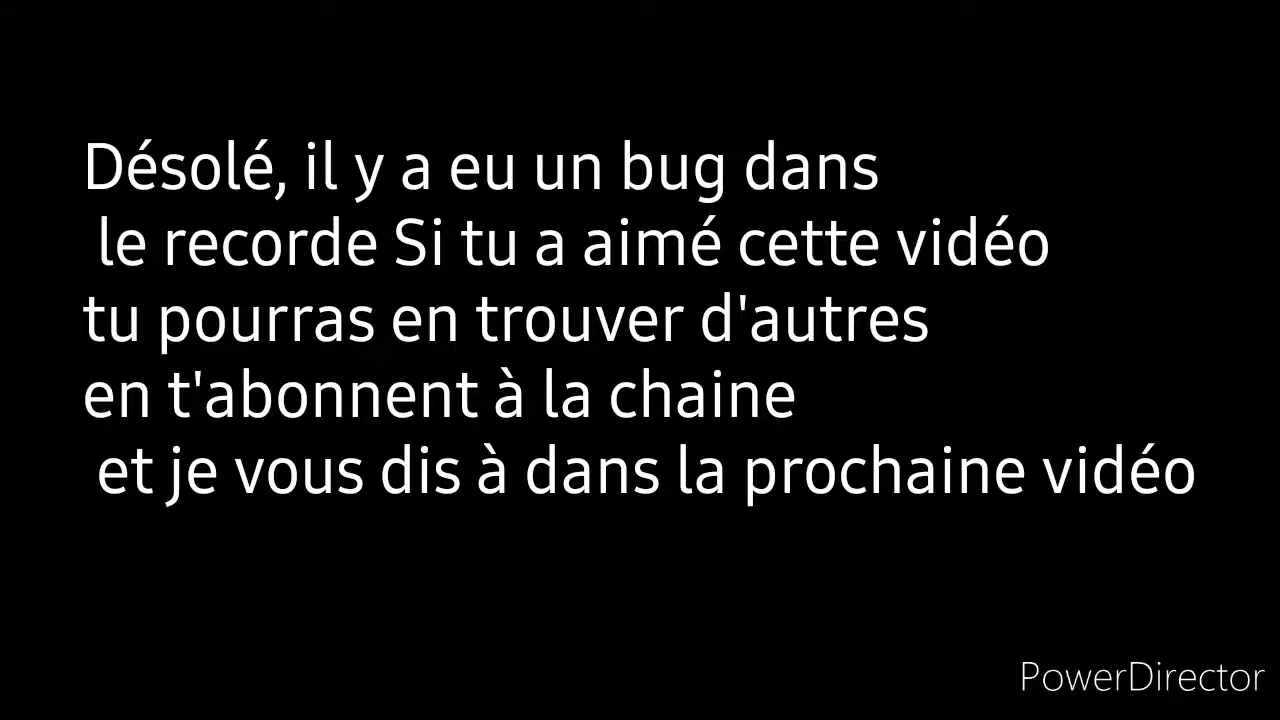 Désolé, il y a eu un bug dans
le recorde Si tu a aimé cette vidéo
tu pourras en trouver d'autres
en t'abonnent à la chaine
et je vous dis à dans la prochaine vidéo
PowerDirector